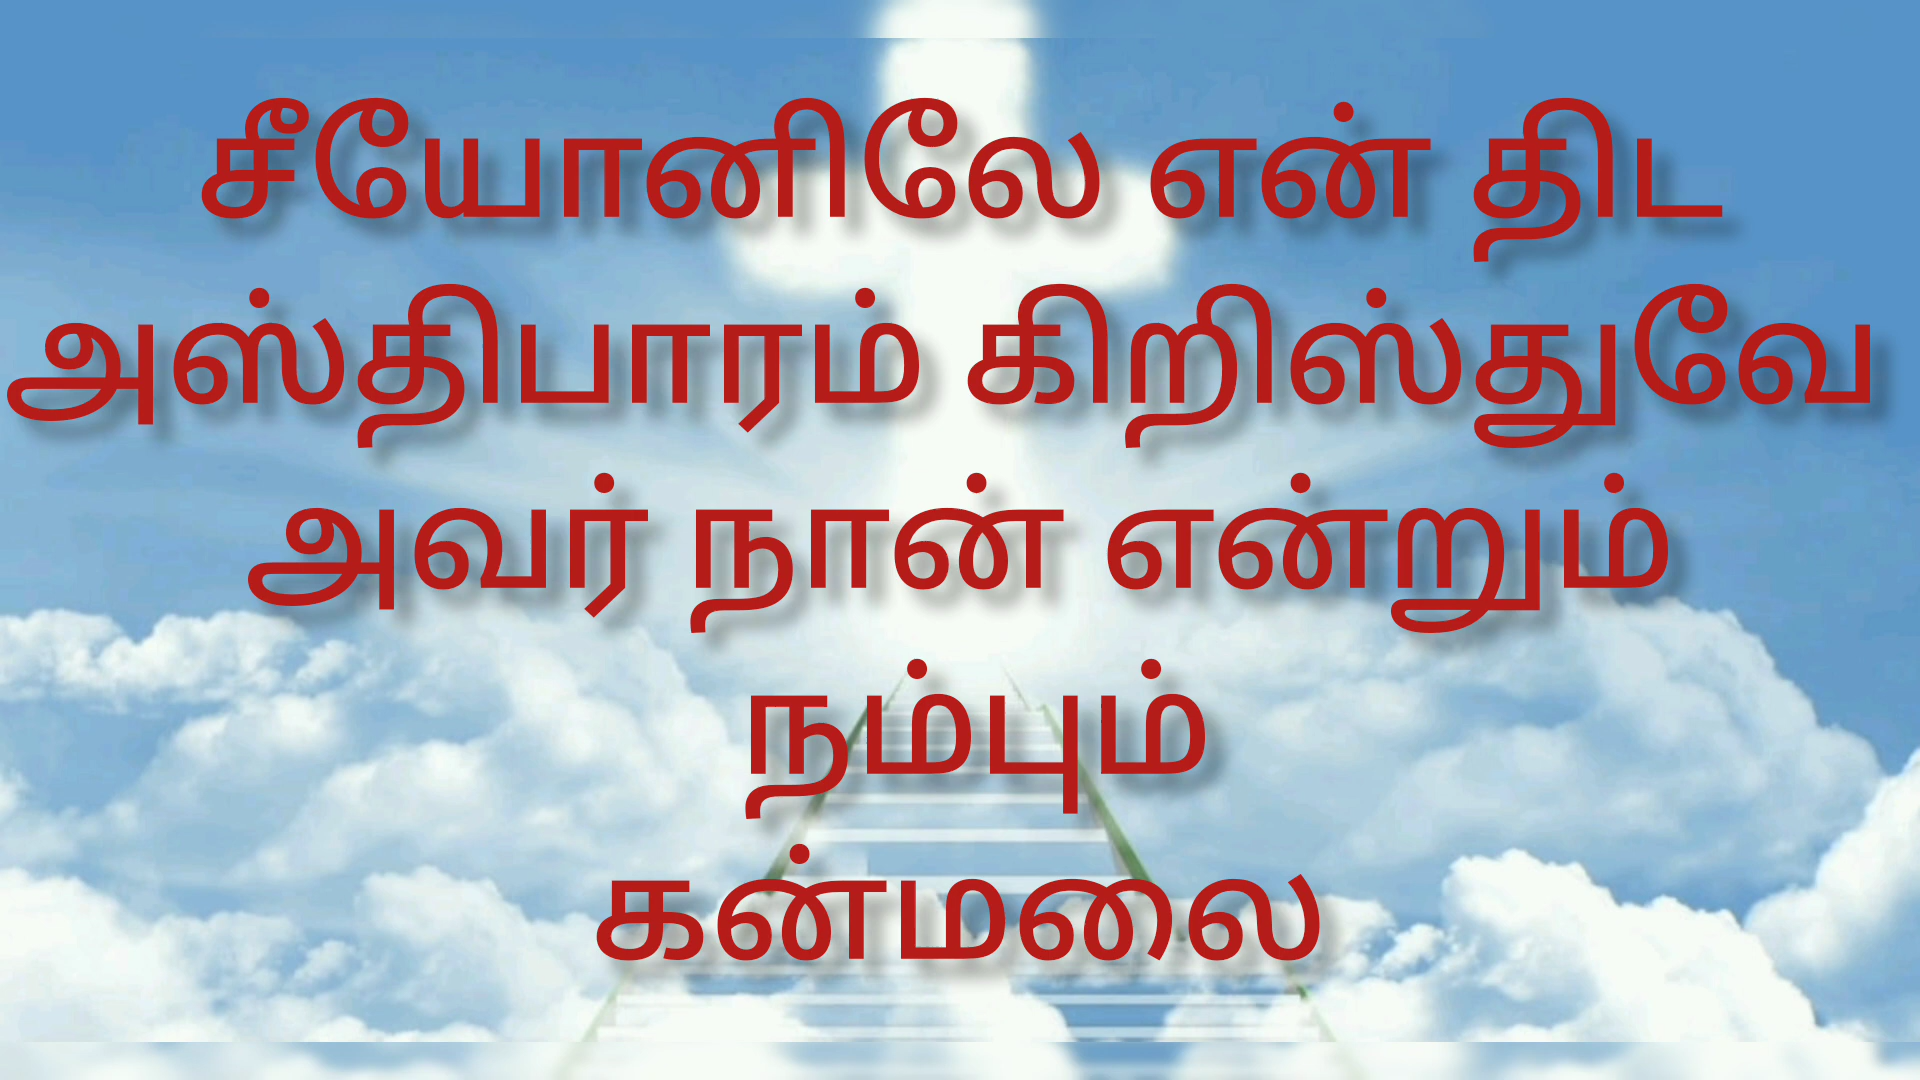 சீயோனிலே என் திட
அஸ்திபாரம் கிறிஸ்துவே
அவர் நான் என்றும்
நம்பும்
கன்மலை